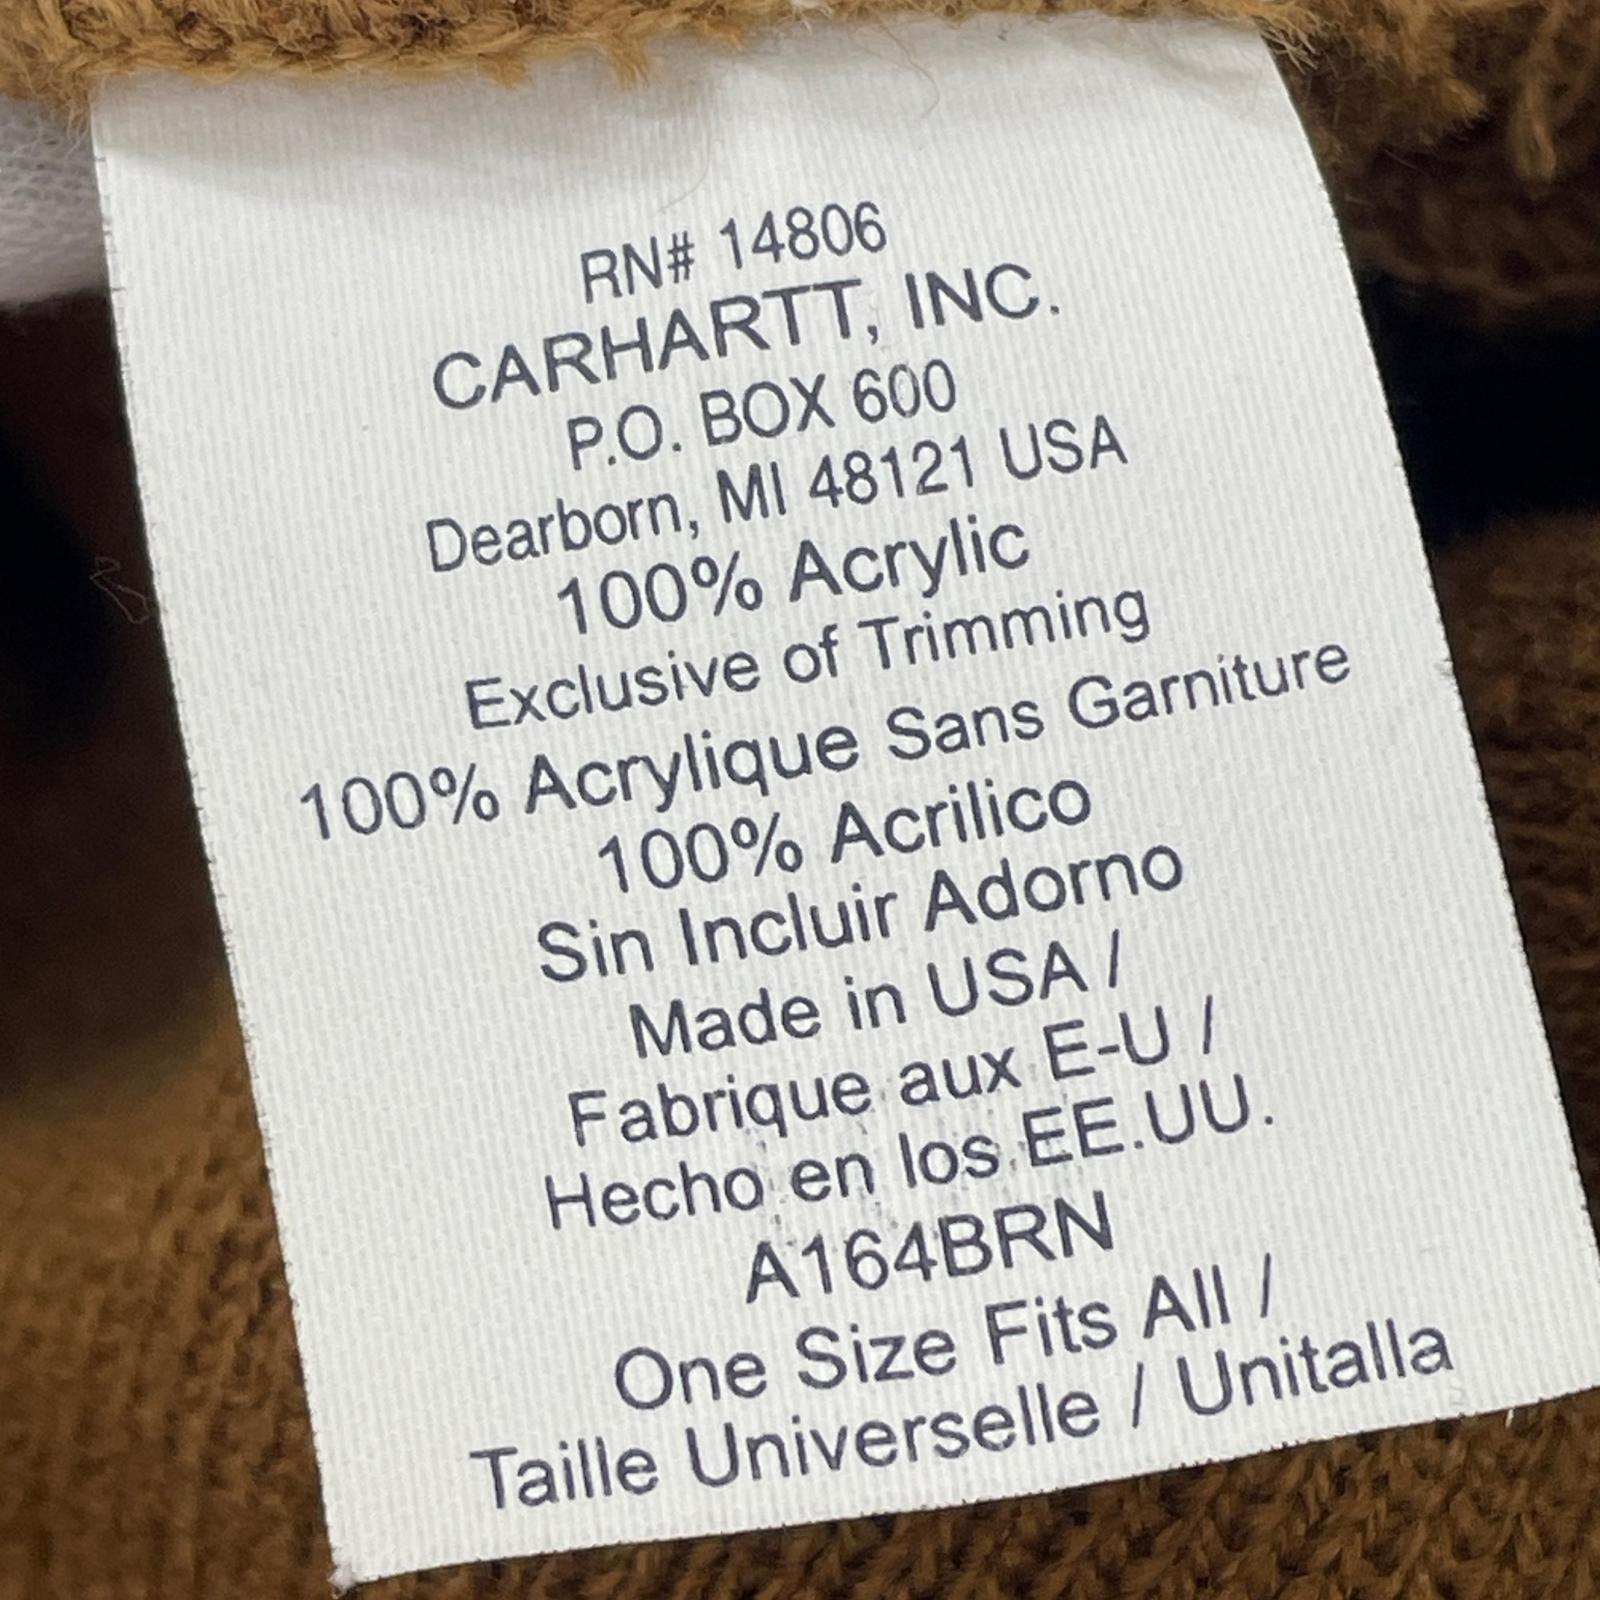 RN# 14806
CARHARTT, INC.
P.O. BOX 600
Dearborn, MI 48121 USA
100% Acrylic
Exclusive of Trimming
100% Acrylique Sans Garniture
100% Acrilico
Sin Incluir Adorno
Made in USA /
Fabrique aux E-U /
Hecho en los EE.UU.
A164BRN
One Size Fits All /
Taille Universelle / Unitalla